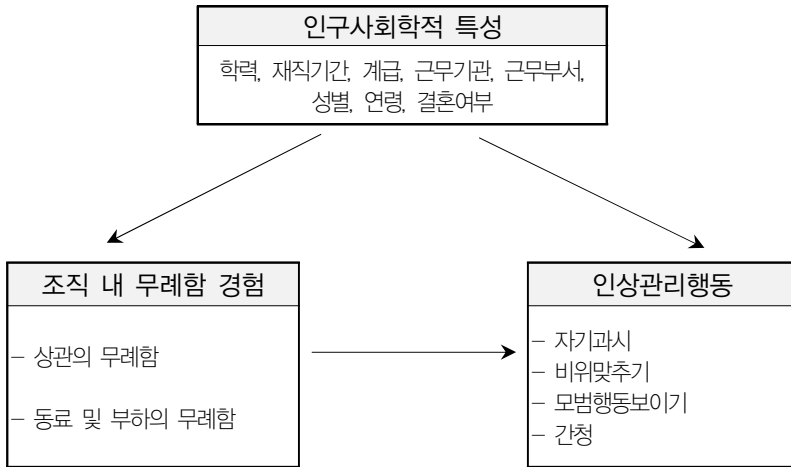 인구사회학적 특성
학력, 재직기간, 계급, 근무기관, 근무부서,
성별, 연령, 결혼여부
조직 내 무례함 경험
– 상관의 무례함
– 동료 및 부하의 무례함
인상관리행동
– 자기과시
– 비위맞추기
– 모범행동보이기
– 간청